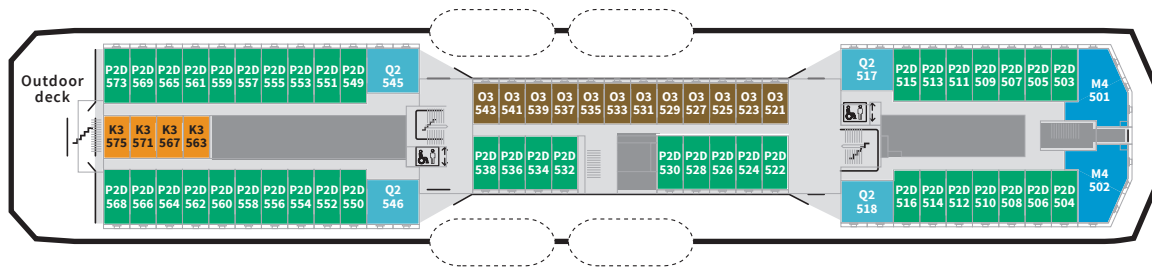 Outdoor
deck
P2D P2D P2D P2D P2D P2D P2D P2D P2D P2D
573 569 565 561 559 557 555 553 551 549
Q2
545
K3 K3 K3 K3
575 571 567 563
P2D P2D P2D P2D P2D P2D P2D P2D P2D P2D
568 566 564 562 560 558 556 554 552 550
Q2
546
O3 O3 O3 O3 O3 O3 O3 O3 O3 O3 O3 O3
543 541 539 537 535 533 531 529 527 525 523 521
P2D P2D P2D P2D
538 536 534 532
P2D P2D P2D P2D P2D
530 528 526 524 522
Q2
517
P2D P2D P2D P2D P2D P2D P2D
515 513 511 509 507 505 503
M4
501
M4
502
Q2
518
P2D P2D P2D P2D P2D P2D P2D
516 514 512 510 508 506 504